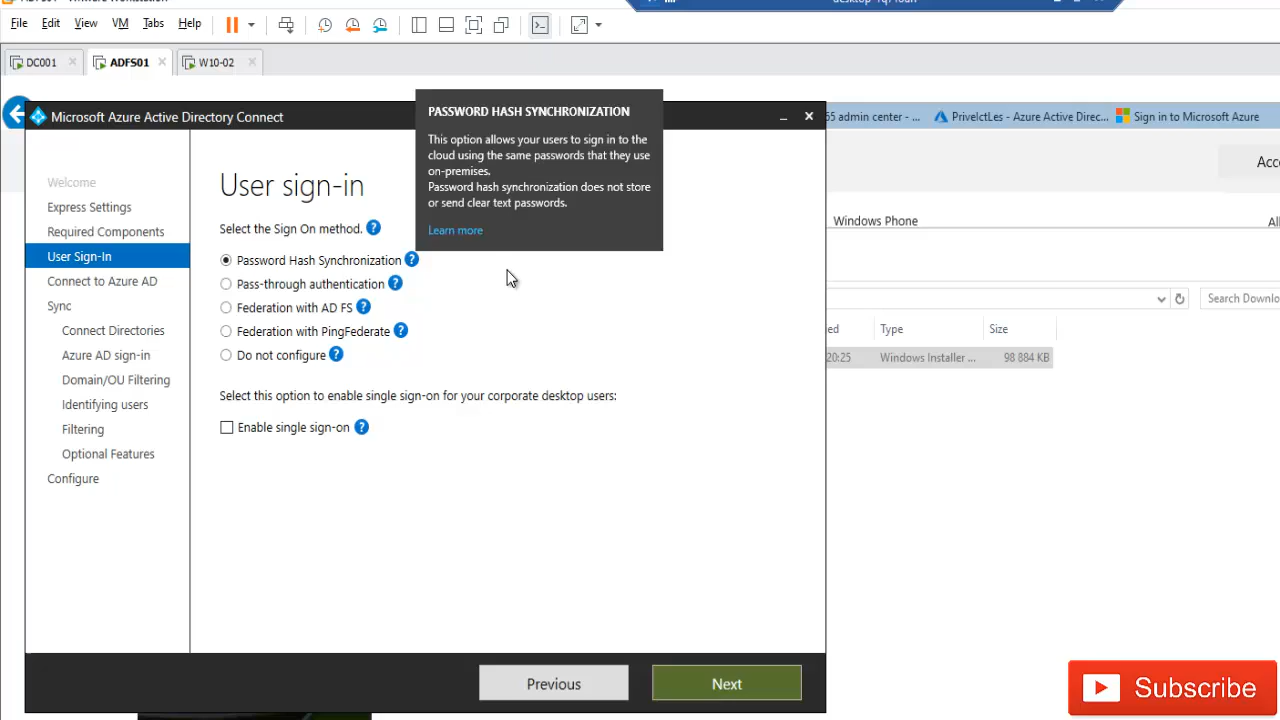 File Edit View VM Tabs Help
DC001 ADFS01 W10-02
Microsoft Azure Active Directory Connect
admin center - ... PrivelctLes - Azure Active Direc... Sign in to Microsoft Azure
PASSWORD HASH SYNCHRONIZATION
This option allows your users to sign in to the
cloud using the same passwords that they use
on-premises.
Password hash synchronization does not store
or send clear text passwords.
Learn more
Welcome
Express Settings
Required Components
User Sign-In
Connect to Azure AD
Sync
Connect Directories
Azure AD sign-in
Domain/OU Filtering
Identifying users
Filtering
Optional Features
Configure
User sign-in
Select the Sign On method. ?
Password Hash Synchronization ?
Pass-through authentication ?
Federation with AD FS ?
Federation with PingFederate ?
Do not configure ?
Select this option to enable single sign-on for your corporate desktop users:
Enable single sign-on ?
Previous Next
Windows Phone
Search Downlo
Type Size
20:25 Windows Installer ... 98 884 KB
Subscribe